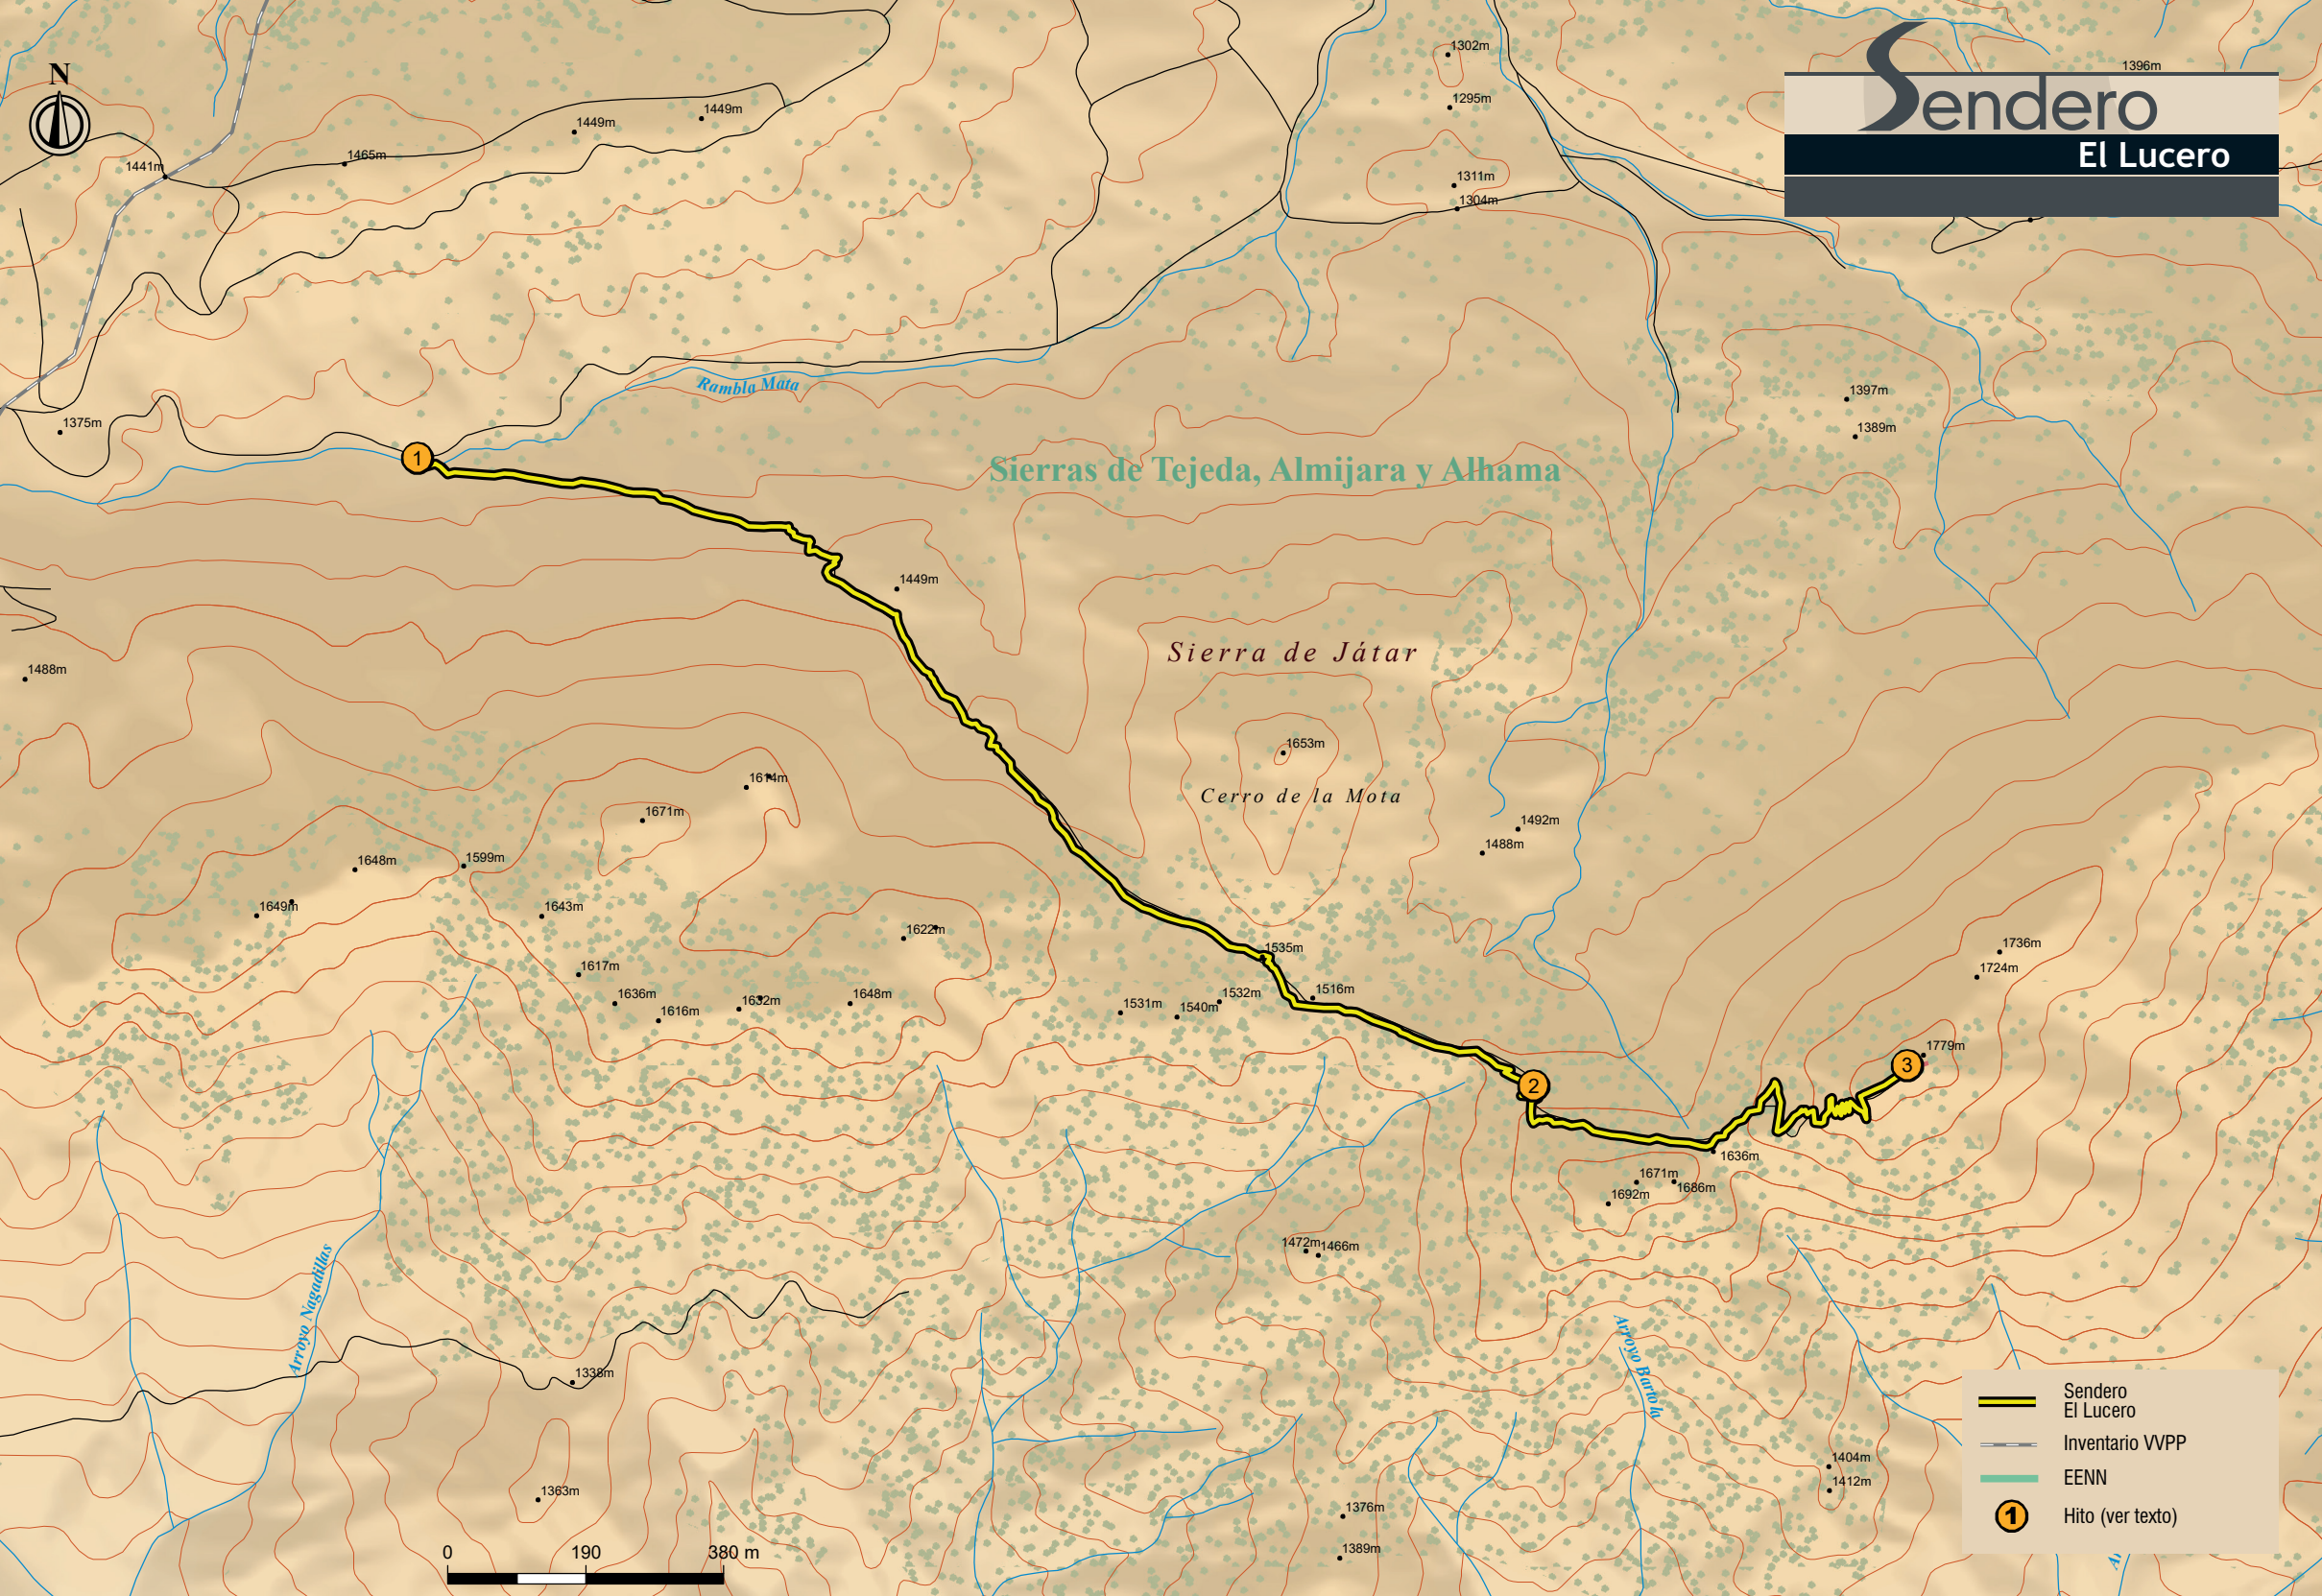 N
Sendero
El Lucero
1302m
1396m
1295m
1449m
1449m
1465m
1441m
1311m
1304m
Rambla Mata
1397m
1375m
1389m
1
Sierras de Tejeda, Almijara y Alhama
1449m
Sierra de Játar
1488m
1653m
1614m
Cerro de la Mota
1671m
1492m
1488m
1648m
1599m
1649m
1643m
1622m
1736m
1535m
1617m
1724m
1636m
1632m
1648m
1532m
1516m
1616m
1531m
1540m
1779m
3
2
1636m
1671m
1686m
1692m
1472m
1466m
Arroyo Nagadillas
Arroyo Bartola
1338m
1404m
1412m
1363m
1376m
1389m
Sendero
El Lucero
Inventario VVPP
EENN
1
Hito (ver texto)
0 190 380 m